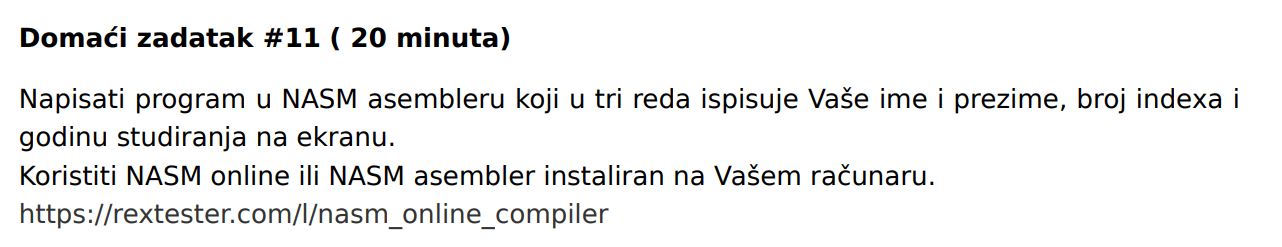 Domaći zadatak #11 ( 20 minuta)
Napisati program u NASM asembleru koji u tri reda ispisuje Vaše ime i prezime, broj indexa i
godinu studiranja na ekranu.
Koristiti NASM online ili NASM asembler instaliran na Vašem računaru.
https://rextester.com/l/nasm_online_compiler